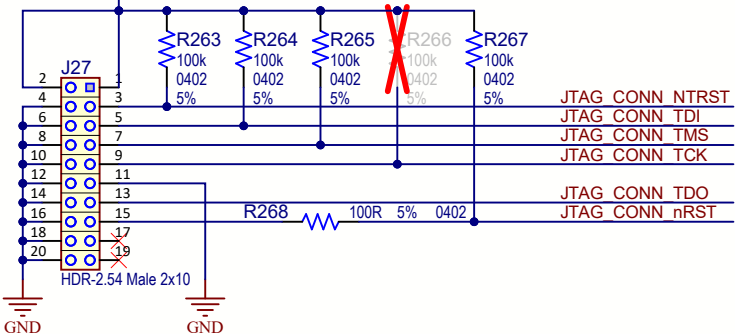 R263 R264 R265 R266 R267
100k 100k 100k 100k 100k
0402 0402 0402 0402 0402
5% 5% 5% 5% 5%
J27
2 1
4 3 JTAG_CONN_NTRST
6 5 JTAG_CONN_TDI
8 7 JTAG_CONN_TMS
10 9 JTAG_CONN_TCK
12 11
14 13 JTAG_CONN_TDO
16 15 R268 100R 5% 0402 JTAG_CONN_nRST
18 17
20 19
HDR-2.54 Male 2x10
GND GND